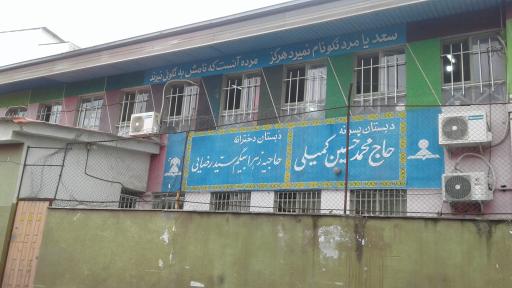 سعدیا مرد نکونام نمیرد هرگز
مرده آنست که نامش به نکوئی نبرند
دبستان پسرانه
حاج محمد حسین کمیلی
دبستان دخترانه
حاجیه زهرا بیگم سید رضایی